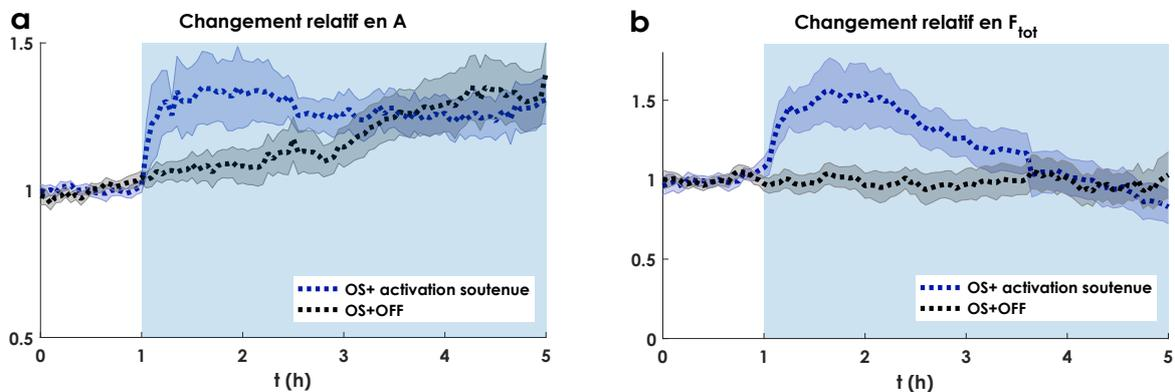 a
Changement relatif en A
1.5
1
0.5
0 1 2 3 4 5
t (h)
OS+ activation soutenue
OS+OFF
b
Changement relatif en F_tot
1.5
1
0.5
0
0 1 2 3 4 5
t (h)
OS+ activation soutenue
OS+OFF